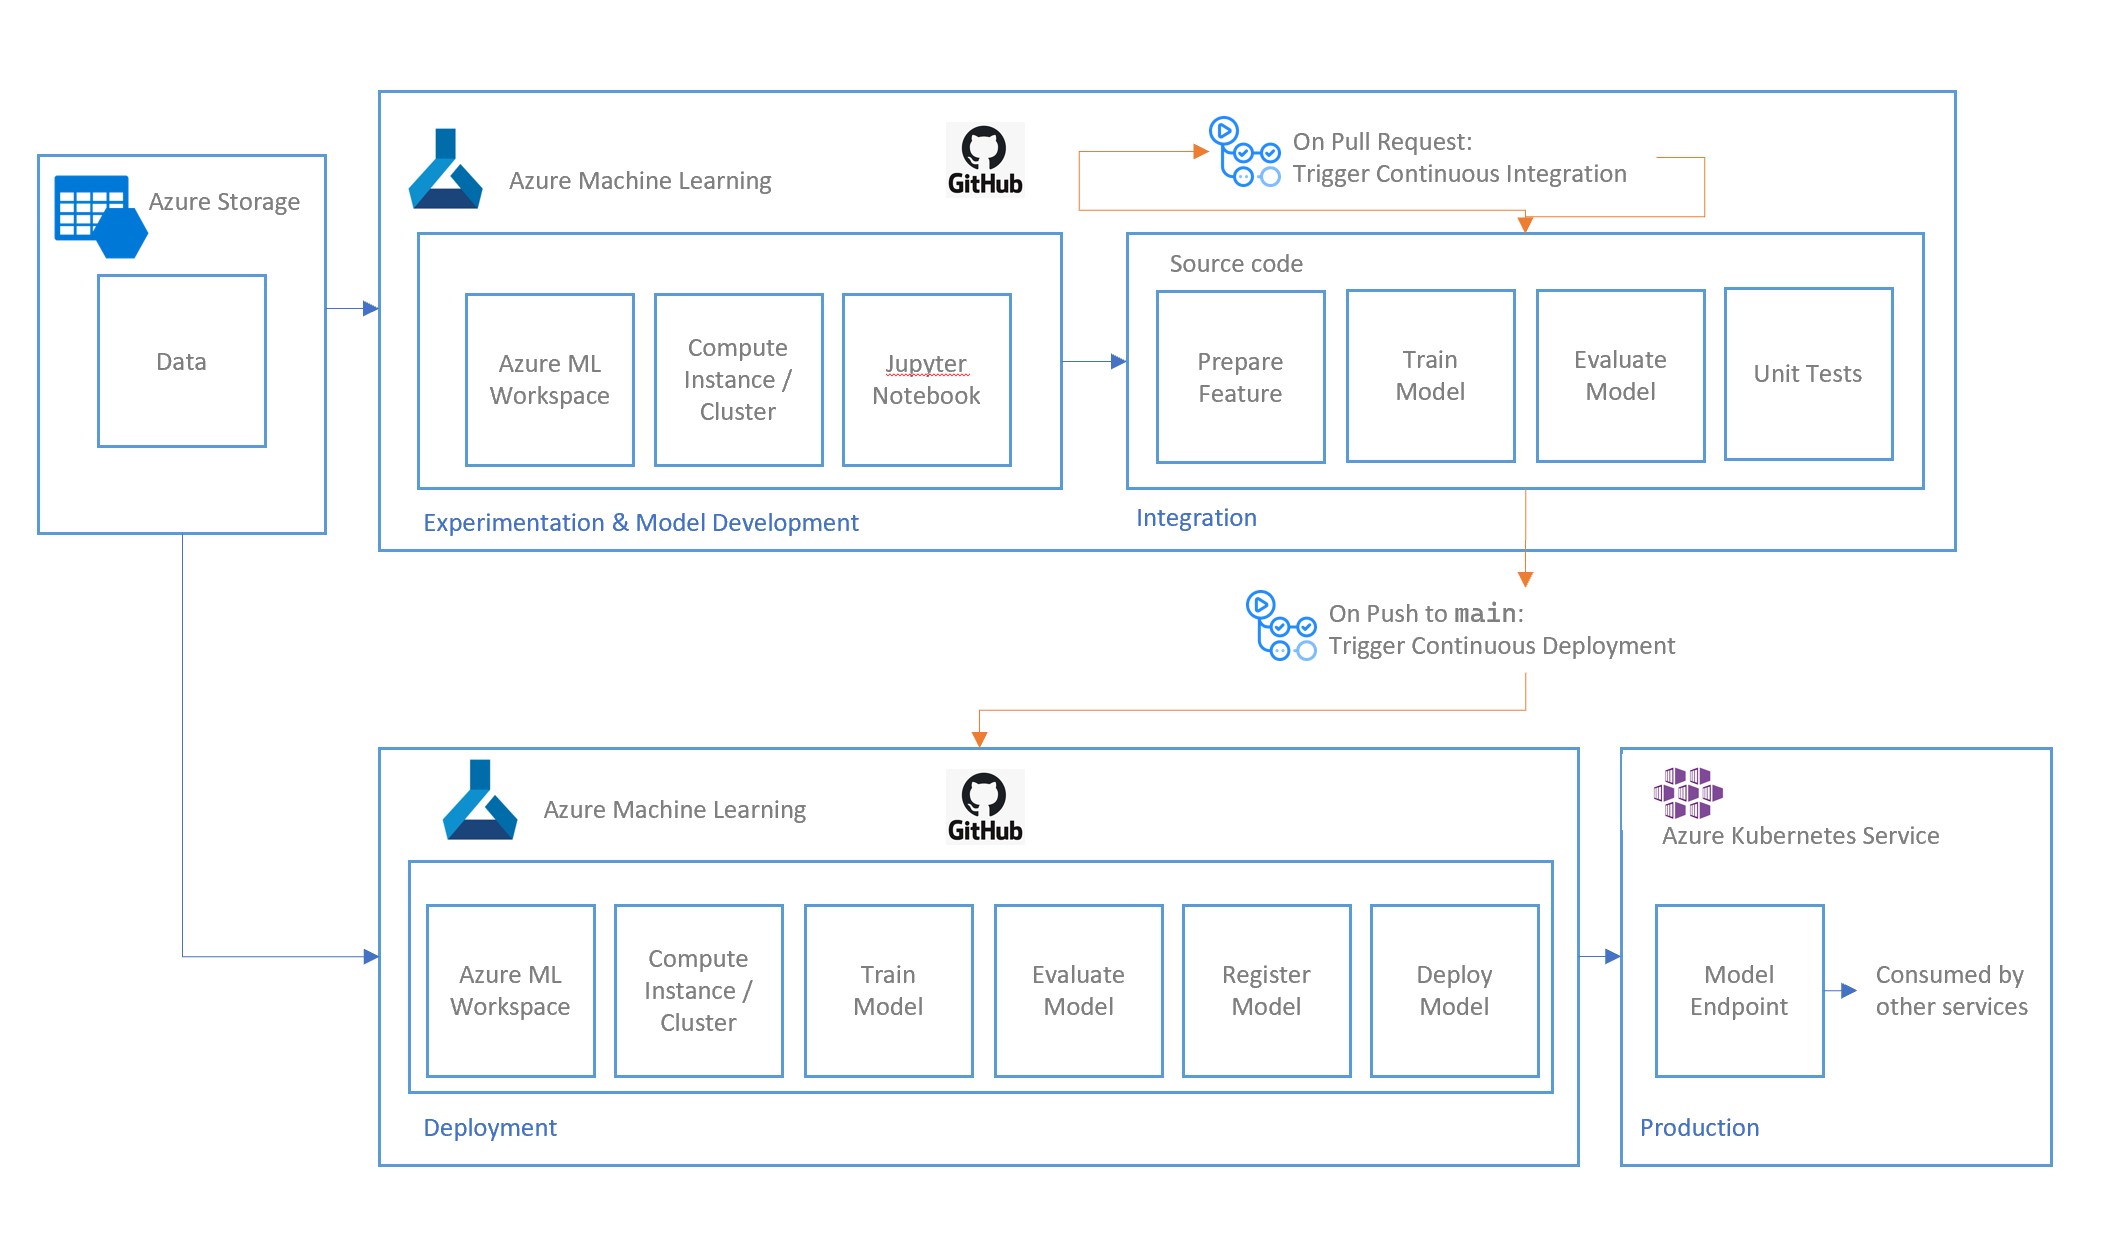 Azure Storage
Data
Azure Machine Learning
GitHub
On Pull Request:
Trigger Continuous Integration
Azure ML
Workspace
Compute
Instance /
Cluster
Jupyter
Notebook
Experimentation & Model Development
Source code
Prepare
Feature
Train
Model
Evaluate
Model
Unit Tests
Integration
On Push to main:
Trigger Continuous Deployment
Azure Machine Learning
GitHub
Azure ML
Workspace
Compute
Instance /
Cluster
Train
Model
Evaluate
Model
Register
Model
Deploy
Model
Deployment
Azure Kubernetes Service
Model
Endpoint
Consumed by
other services
Production